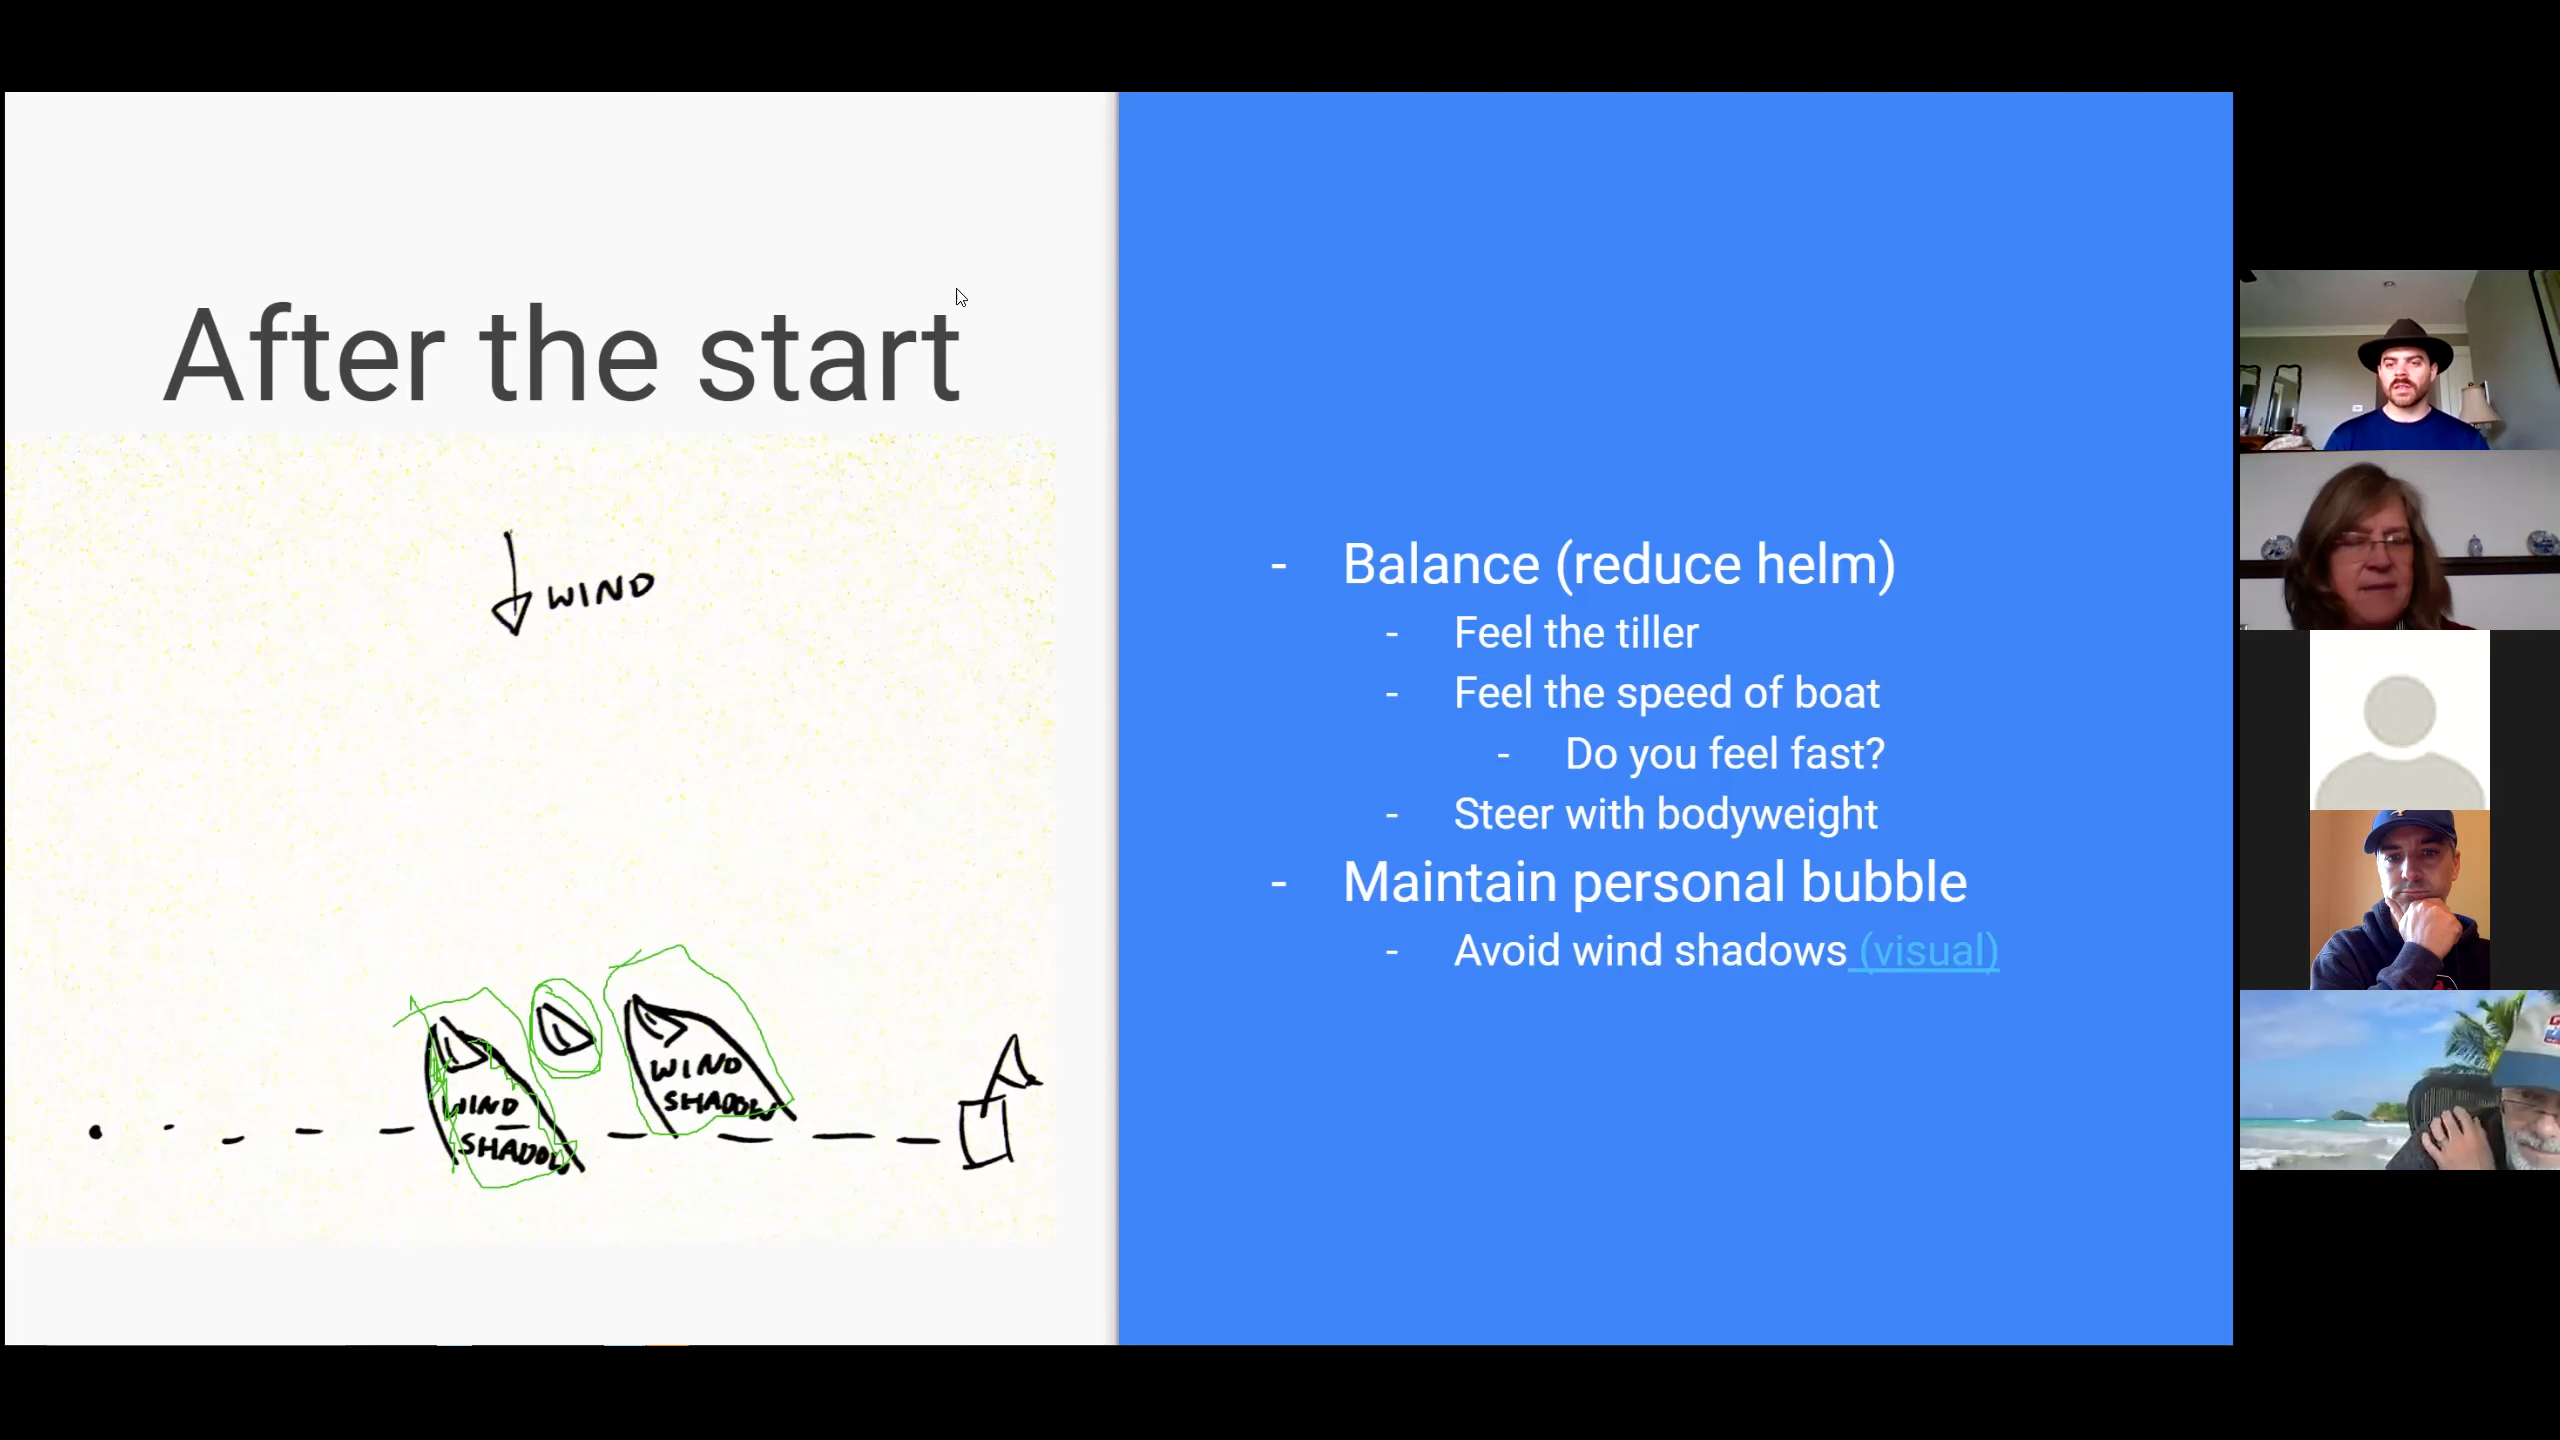 After the start
WIND
WIND
SHADOW
WIND
SHADOW
- Balance (reduce helm)
- Feel the tiller
- Feel the speed of boat
- Do you feel fast?
- Steer with bodyweight
- Maintain personal bubble
- Avoid wind shadows (visual)